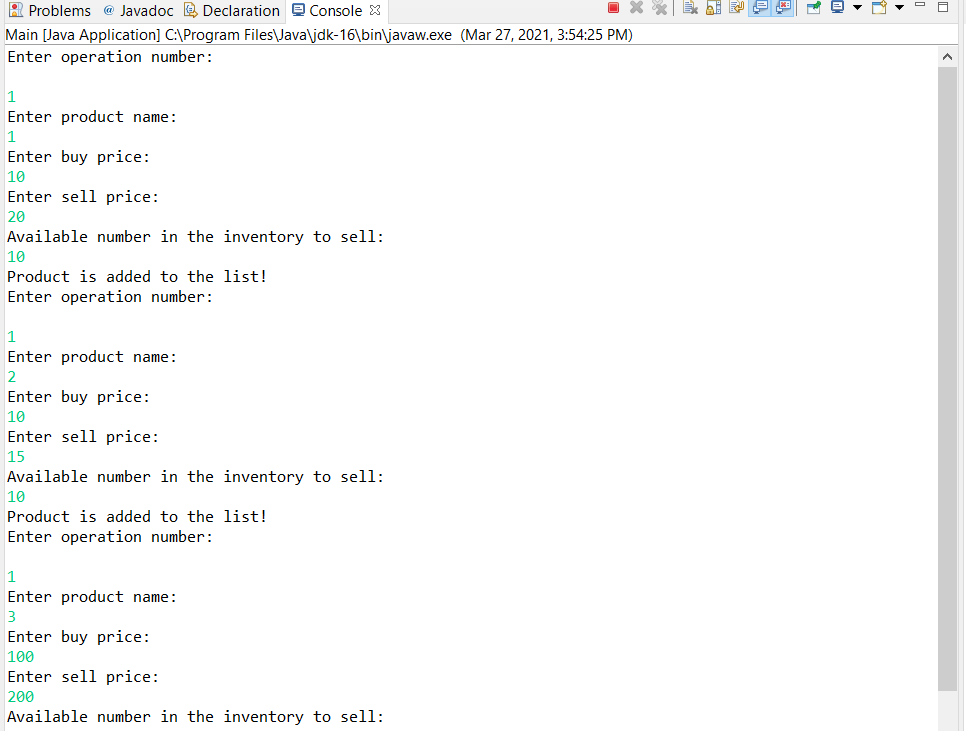 Problems @ Javadoc Declaration Console
Main [Java Application] C:\Program Files\Java\jdk-16\bin\javaw.exe (Mar 27, 2021, 3:54:25 PM)
Enter operation number:
1
Enter product name:
1
Enter buy price:
10
Enter sell price:
20
Available number in the inventory to sell:
10
Product is added to the list!
Enter operation number:
1
Enter product name:
2
Enter buy price:
10
Enter sell price:
15
Available number in the inventory to sell:
10
Product is added to the list!
Enter operation number:
1
Enter product name:
3
Enter buy price:
100
Enter sell price:
200
Available number in the inventory to sell: